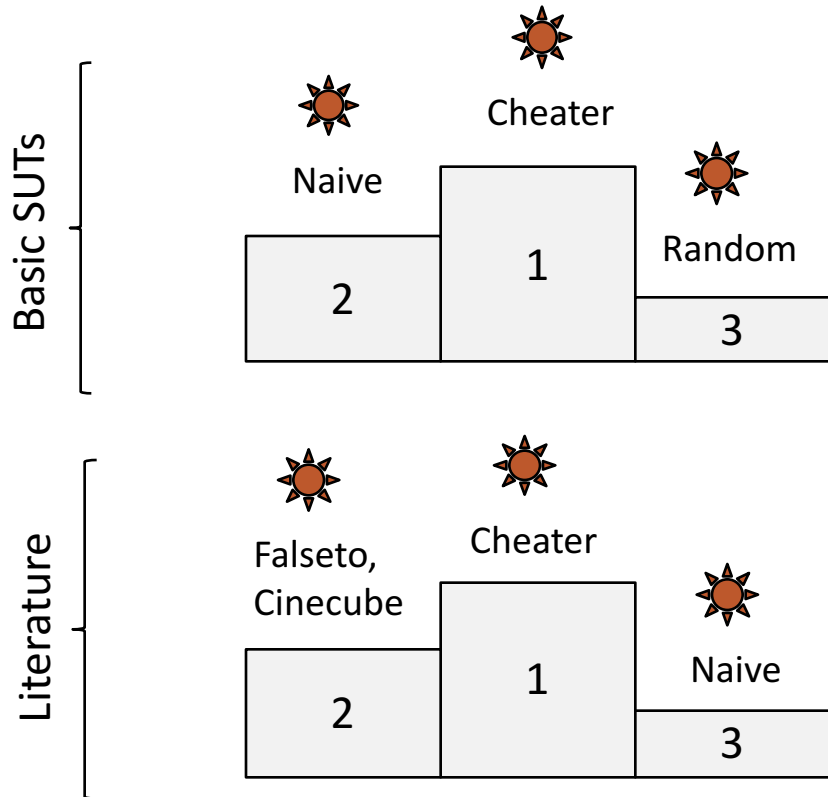 Basic SUTs
Cheater
Naive
Random
1
2
3
Literature
Cheater
Falseto,
Cinecube
Naive
1
2
3